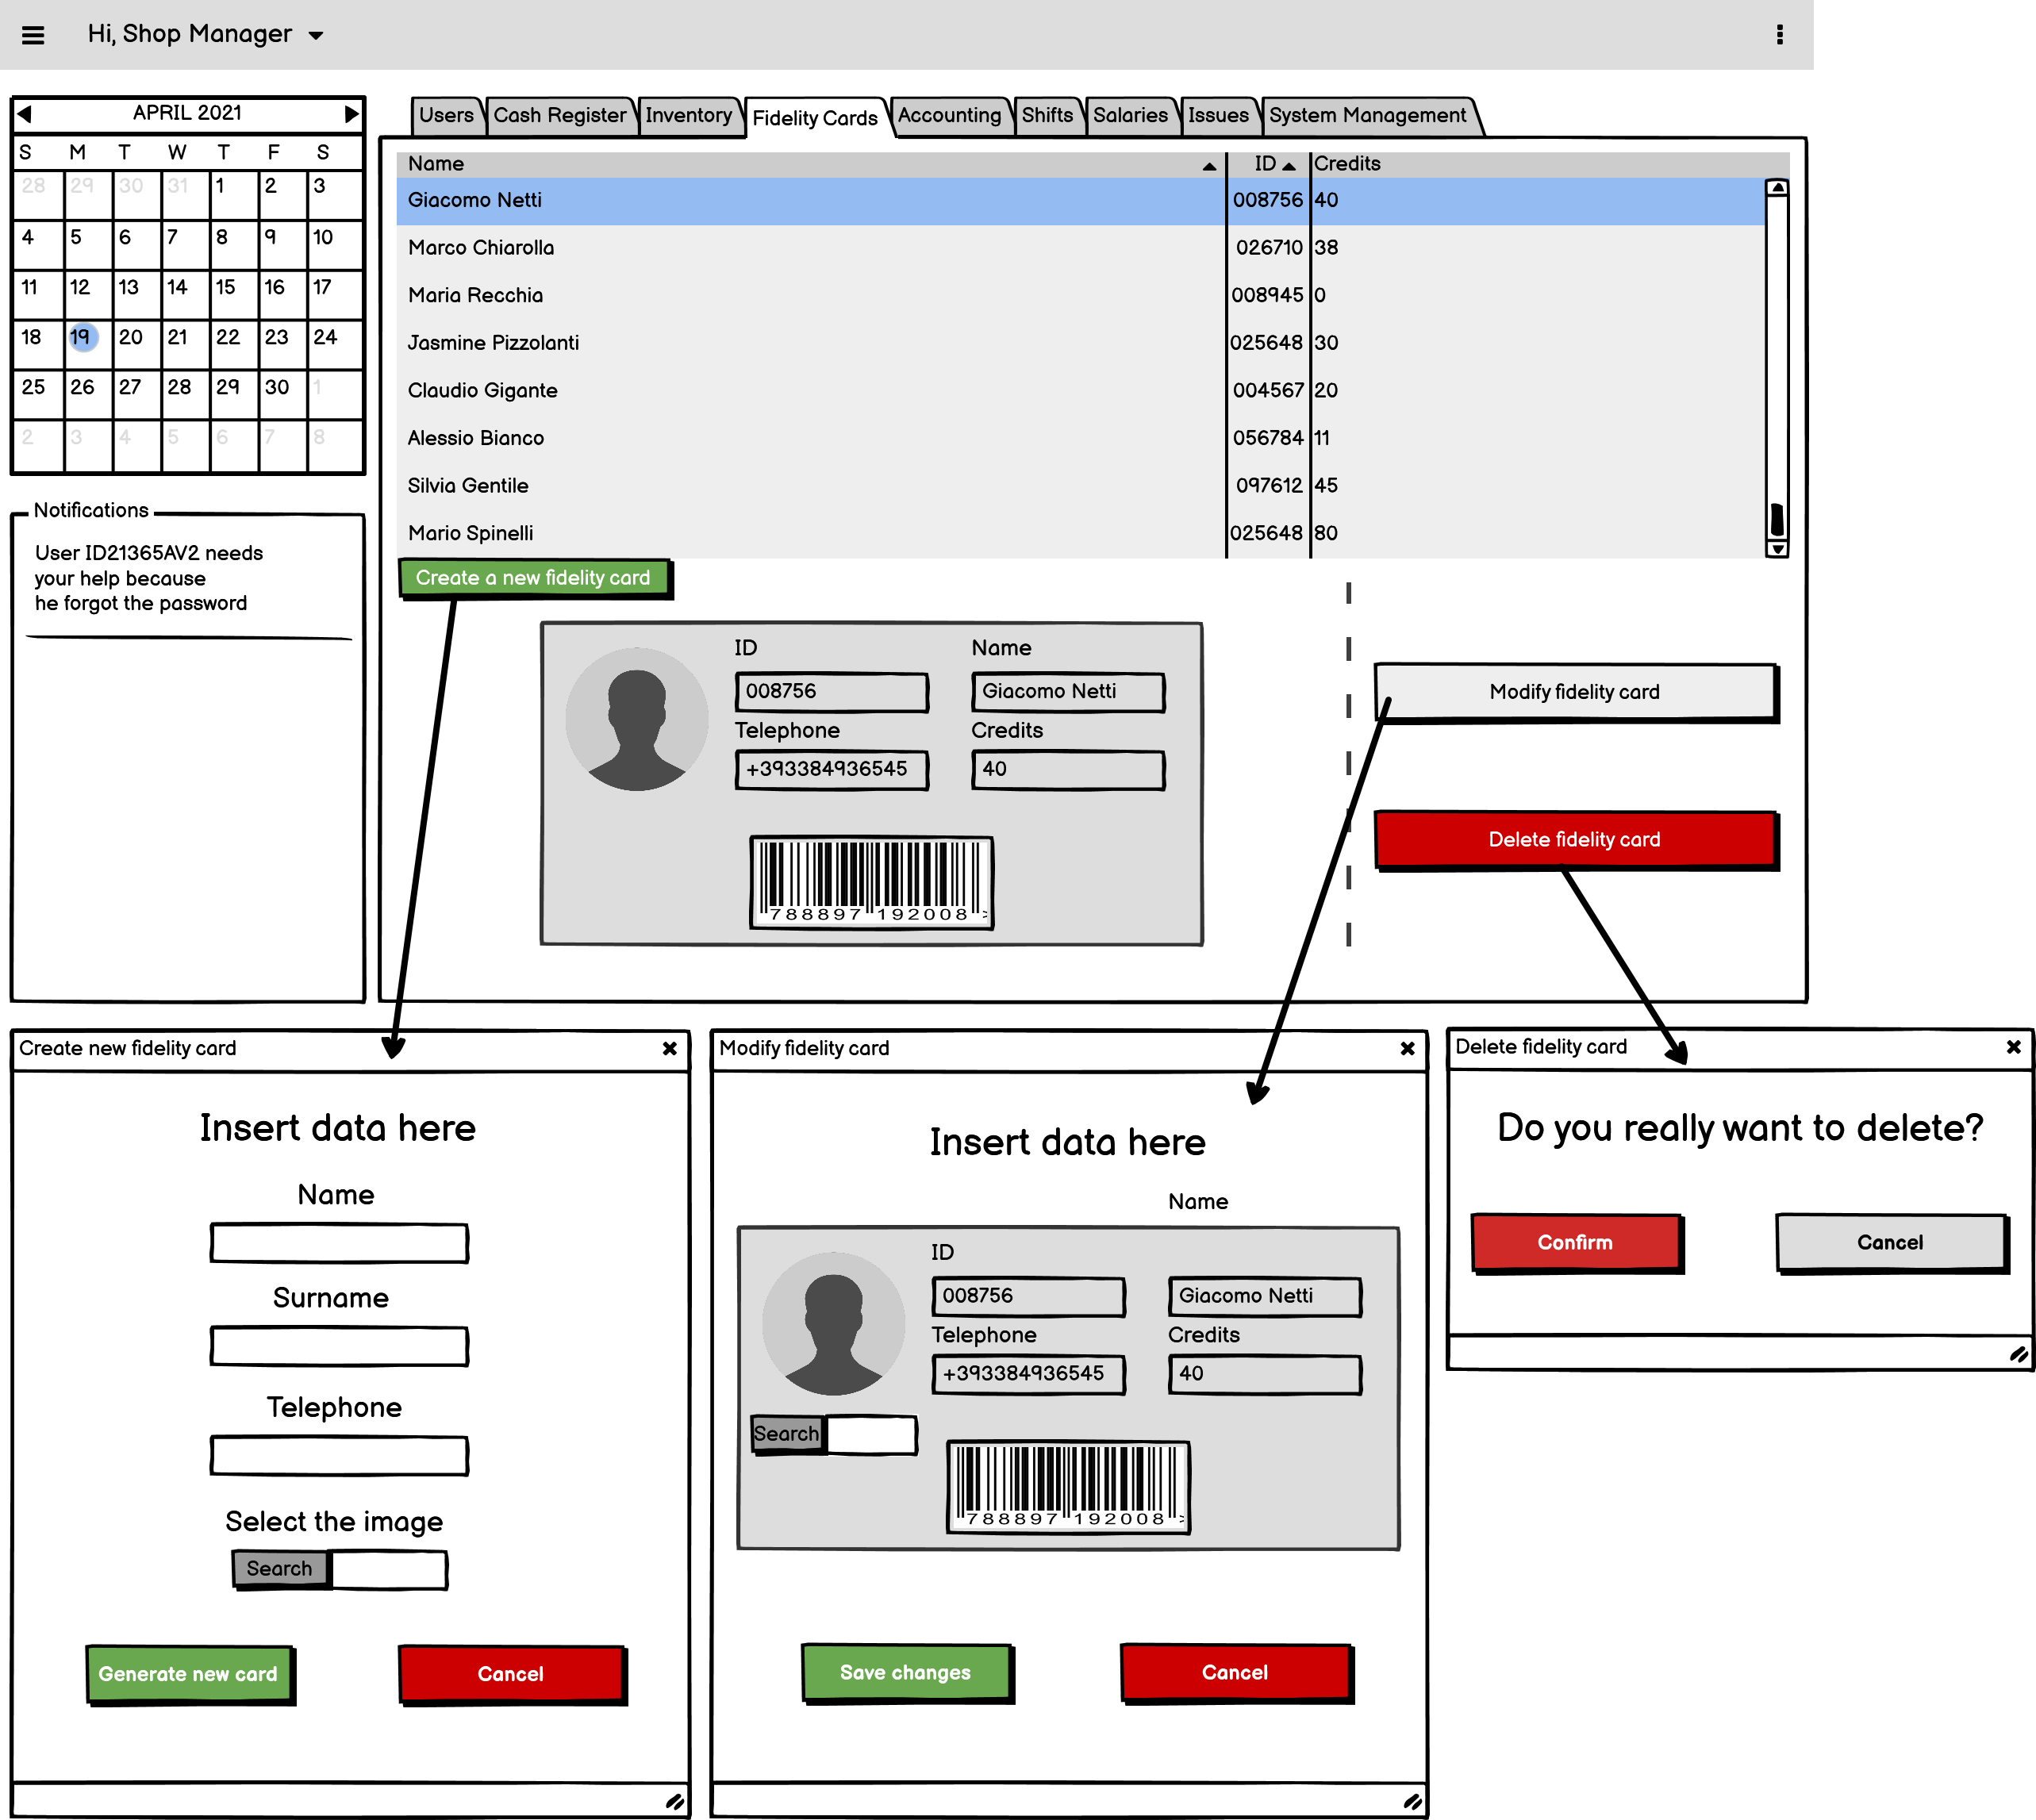 Hi, Shop Manager
APRIL 2021
S M T W T F S
28 29 30 31 1 2 3
4 5 6 7 8 9 10
11 12 13 14 15 16 17
18 19 20 21 22 23 24
25 26 27 28 29 30 1
2 3 4 5 6 7 8
Notifications
User ID21365AV2 needs
your help because
he forgot the password
Users Cash Register Inventory Fidelity Cards Accounting Shifts Salaries Issues System Management
Name ID Credits
Giacomo Netti 008756 40
Marco Chiarolla 026710 38
Maria Recchia 008945 0
Jasmine Pizzolanti 025648 30
Claudio Gigante 004567 20
Alessio Bianco 056784 11
Silvia Gentile 097612 45
Mario Spinelli 025648 80
Create a new fidelity card
ID Name
008756 Giacomo Netti
Telephone Credits
+393384936545 40
788897 192008 >
Modify fidelity card
Delete fidelity card
Create new fidelity card
Insert data here
Name
Surname
Telephone
Select the image
Search
Generate new card Cancel
Modify fidelity card
Insert data here
Name
ID
008756 Giacomo Netti
Telephone Credits
+393384936545 40
Search
788897 192008 >
Save changes Cancel
Delete fidelity card
Do you really want to delete?
Confirm Cancel